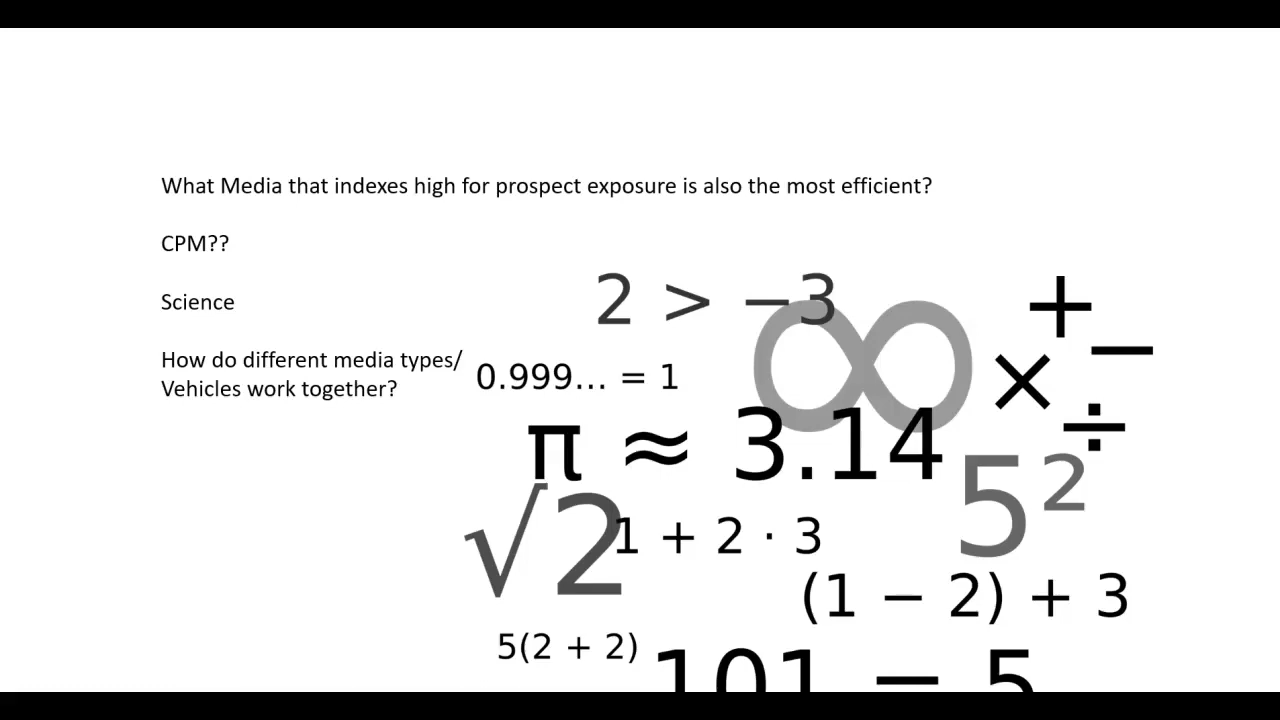 What Media that indexes high for prospect exposure is also the most efficient?
CPM??
Science
How do different media types/
Vehicles work together?
2 > −3
∞
+
−
×
÷
0.999... = 1
π ≈ 3.14
5²
√2
1 + 2 · 3
(1 − 2) + 3
5(2 + 2)
101 − 5